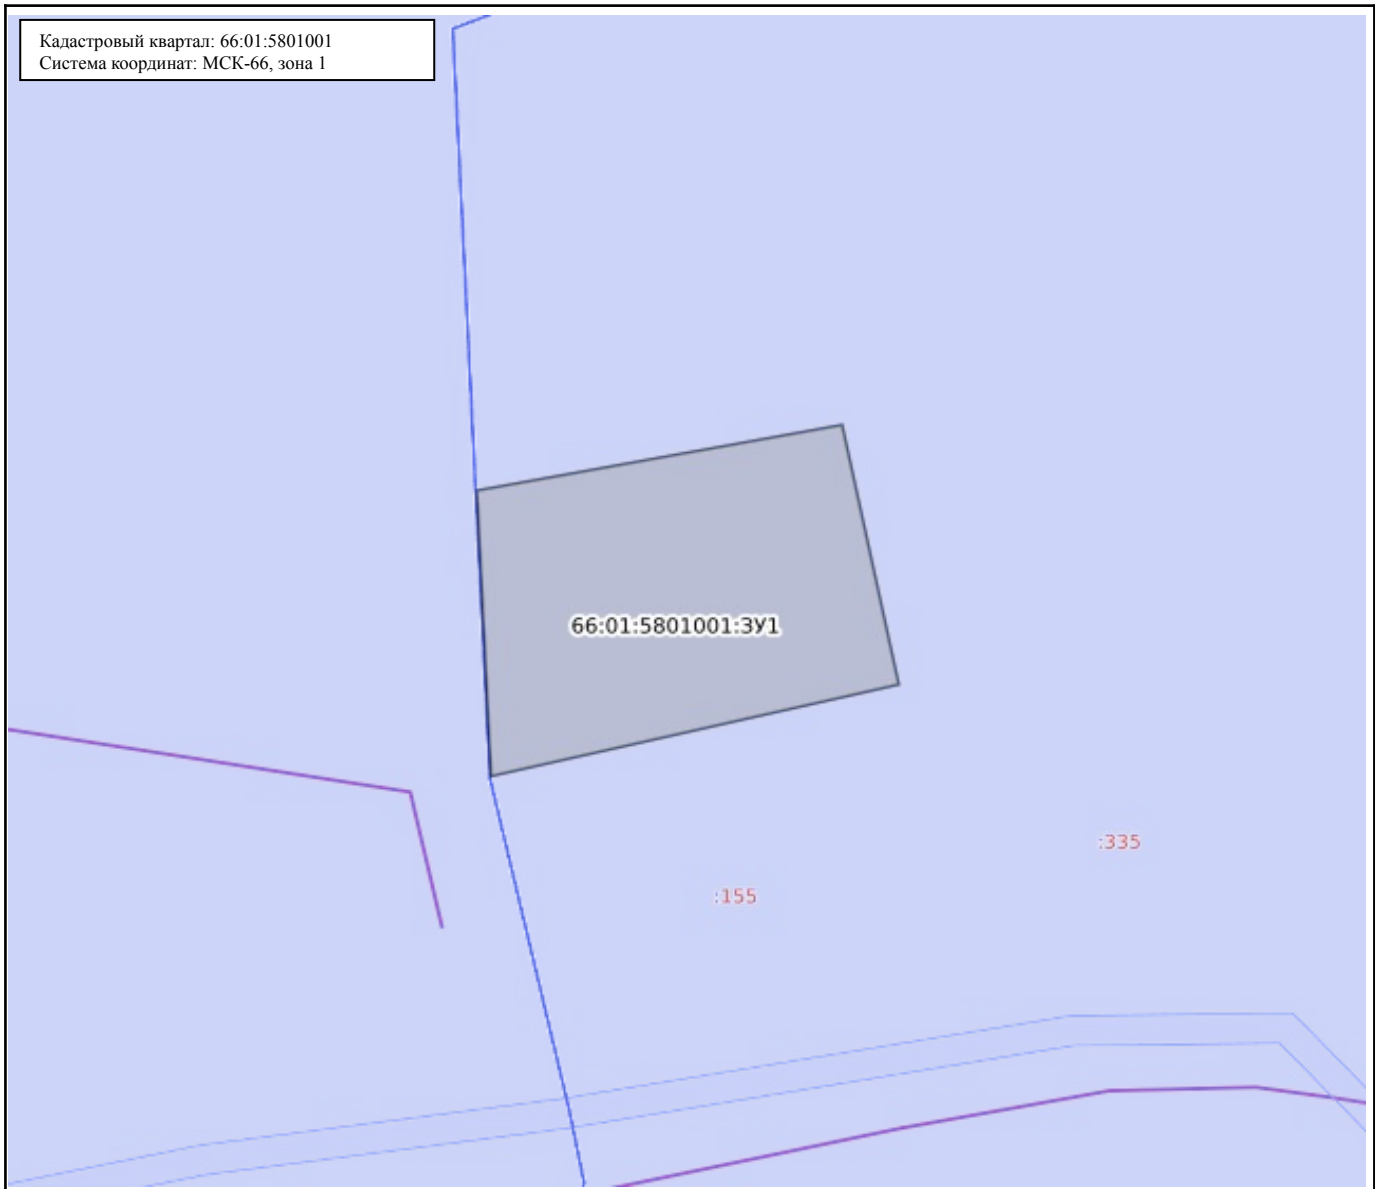 Кадастровый квартал: 66:01:5801001
Система координат: МСК-66, зона 1
66:01:5801001:ЗУ1
:335
:155